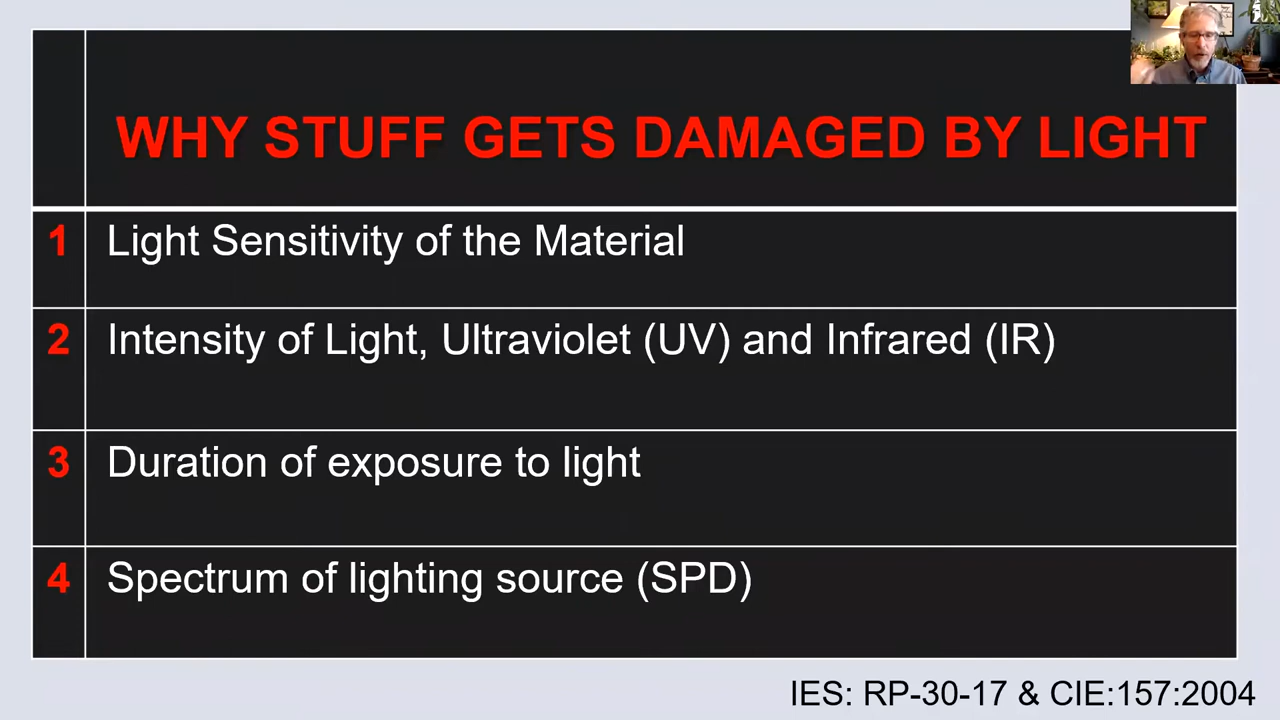 WHY STUFF GETS DAMAGED BY LIGHT
1 Light Sensitivity of the Material
2 Intensity of Light, Ultraviolet (UV) and Infrared (IR)
3 Duration of exposure to light
4 Spectrum of lighting source (SPD)
IES: RP-30-17 & CIE:157:2004